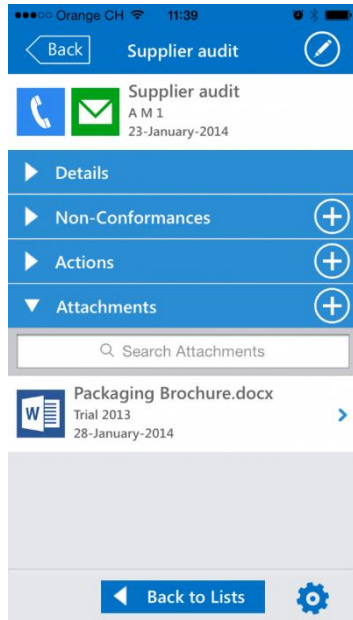 Orange CH 11:39
Back Supplier audit
Supplier audit
A M 1
23-January-2014
Details
Non-Conformances
Actions
Attachments
Search Attachments
W Packaging Brochure.docx
Trial 2013
28-January-2014
Back to Lists